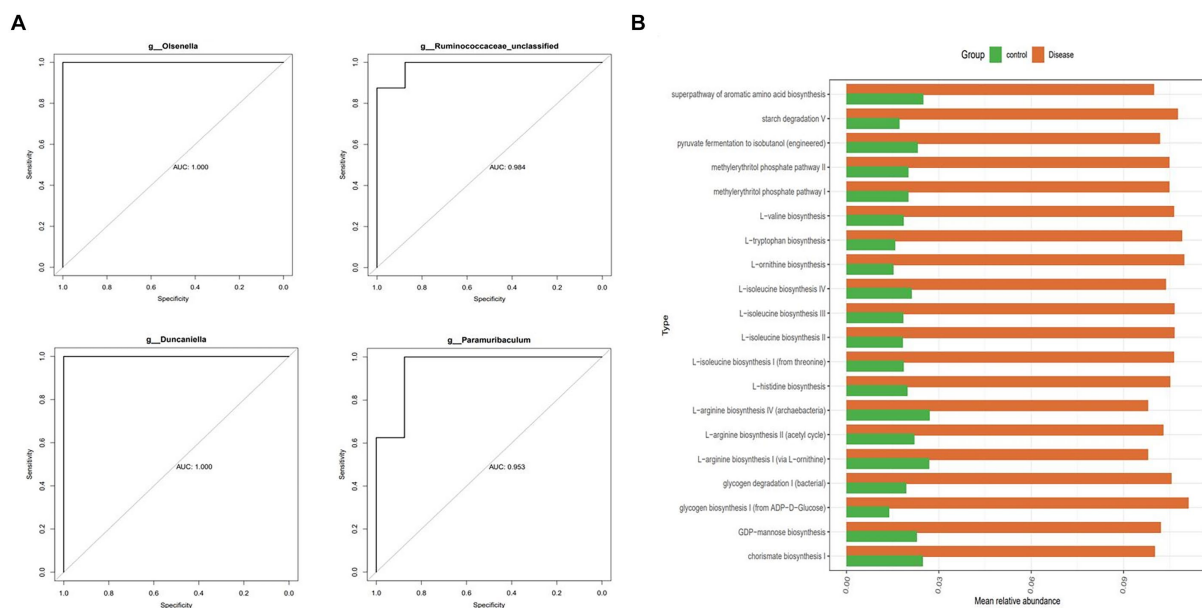 A
g__Olsenella
1.0
0.8
0.6
0.4
0.2
0.0
Sensitivity
AUC: 1.000
1.0 0.8 0.6 0.4 0.2 0.0
Specificity
g__Ruminococcaceae_unclassified
1.0
0.8
0.6
0.4
0.2
0.0
Sensitivity
AUC: 0.984
1.0 0.8 0.6 0.4 0.2 0.0
Specificity
g__Duncaniella
1.0
0.8
0.6
0.4
0.2
0.0
Sensitivity
AUC: 1.000
1.0 0.8 0.6 0.4 0.2 0.0
Specificity
g__Paramuribaculum
1.0
0.8
0.6
0.4
0.2
0.0
Sensitivity
AUC: 0.953
1.0 0.8 0.6 0.4 0.2 0.0
Specificity
B
Group control Disease
Type
superpathway of aromatic amino acid biosynthesis
starch degradation V
pyruvate fermentation to isobutanol (engineered)
methylerythritol phosphate pathway II
methylerythritol phosphate pathway I
L−valine biosynthesis
L−tryptophan biosynthesis
L−ornithine biosynthesis
L−isoleucine biosynthesis IV
L−isoleucine biosynthesis III
L−isoleucine biosynthesis II
L−isoleucine biosynthesis I (from threonine)
L−histidine biosynthesis
L−arginine biosynthesis IV (archaebacteria)
L−arginine biosynthesis II (acetyl cycle)
L−arginine biosynthesis I (via L−ornithine)
glycogen degradation I (bacterial)
glycogen biosynthesis I (from ADP−D−Glucose)
GDP−mannose biosynthesis
chorismate biosynthesis I
0.00 0.03 0.06 0.09
Mean relative abundance